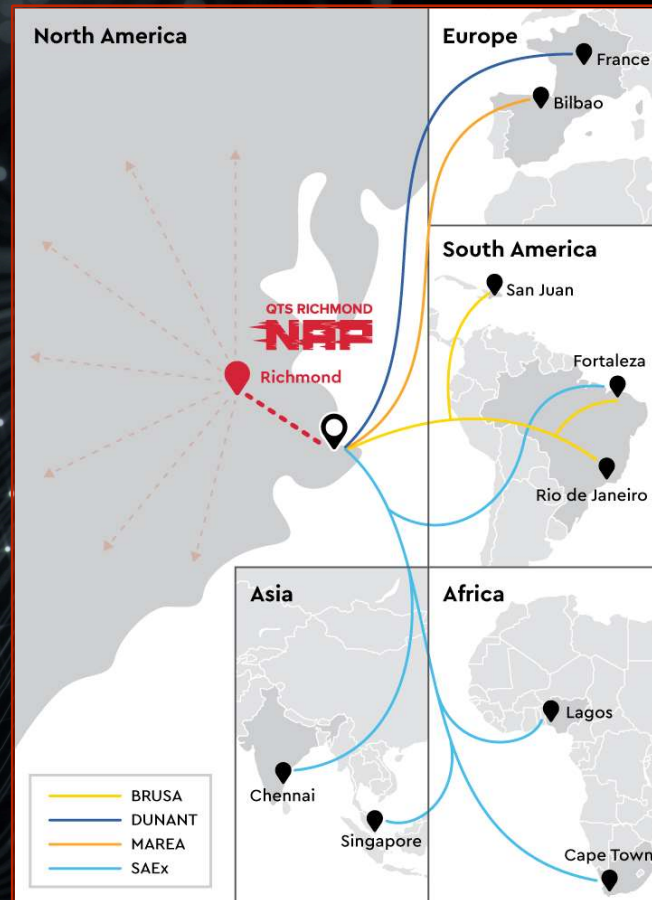 North America
Europe
France
Bilbao
South America
San Juan
Fortaleza
Rio de Janeiro
QTS RICHMOND
NAP
Richmond
Asia
Chennai
Singapore
Africa
Lagos
Cape Town
BRUSA
DUNANT
MAREA
SAEx